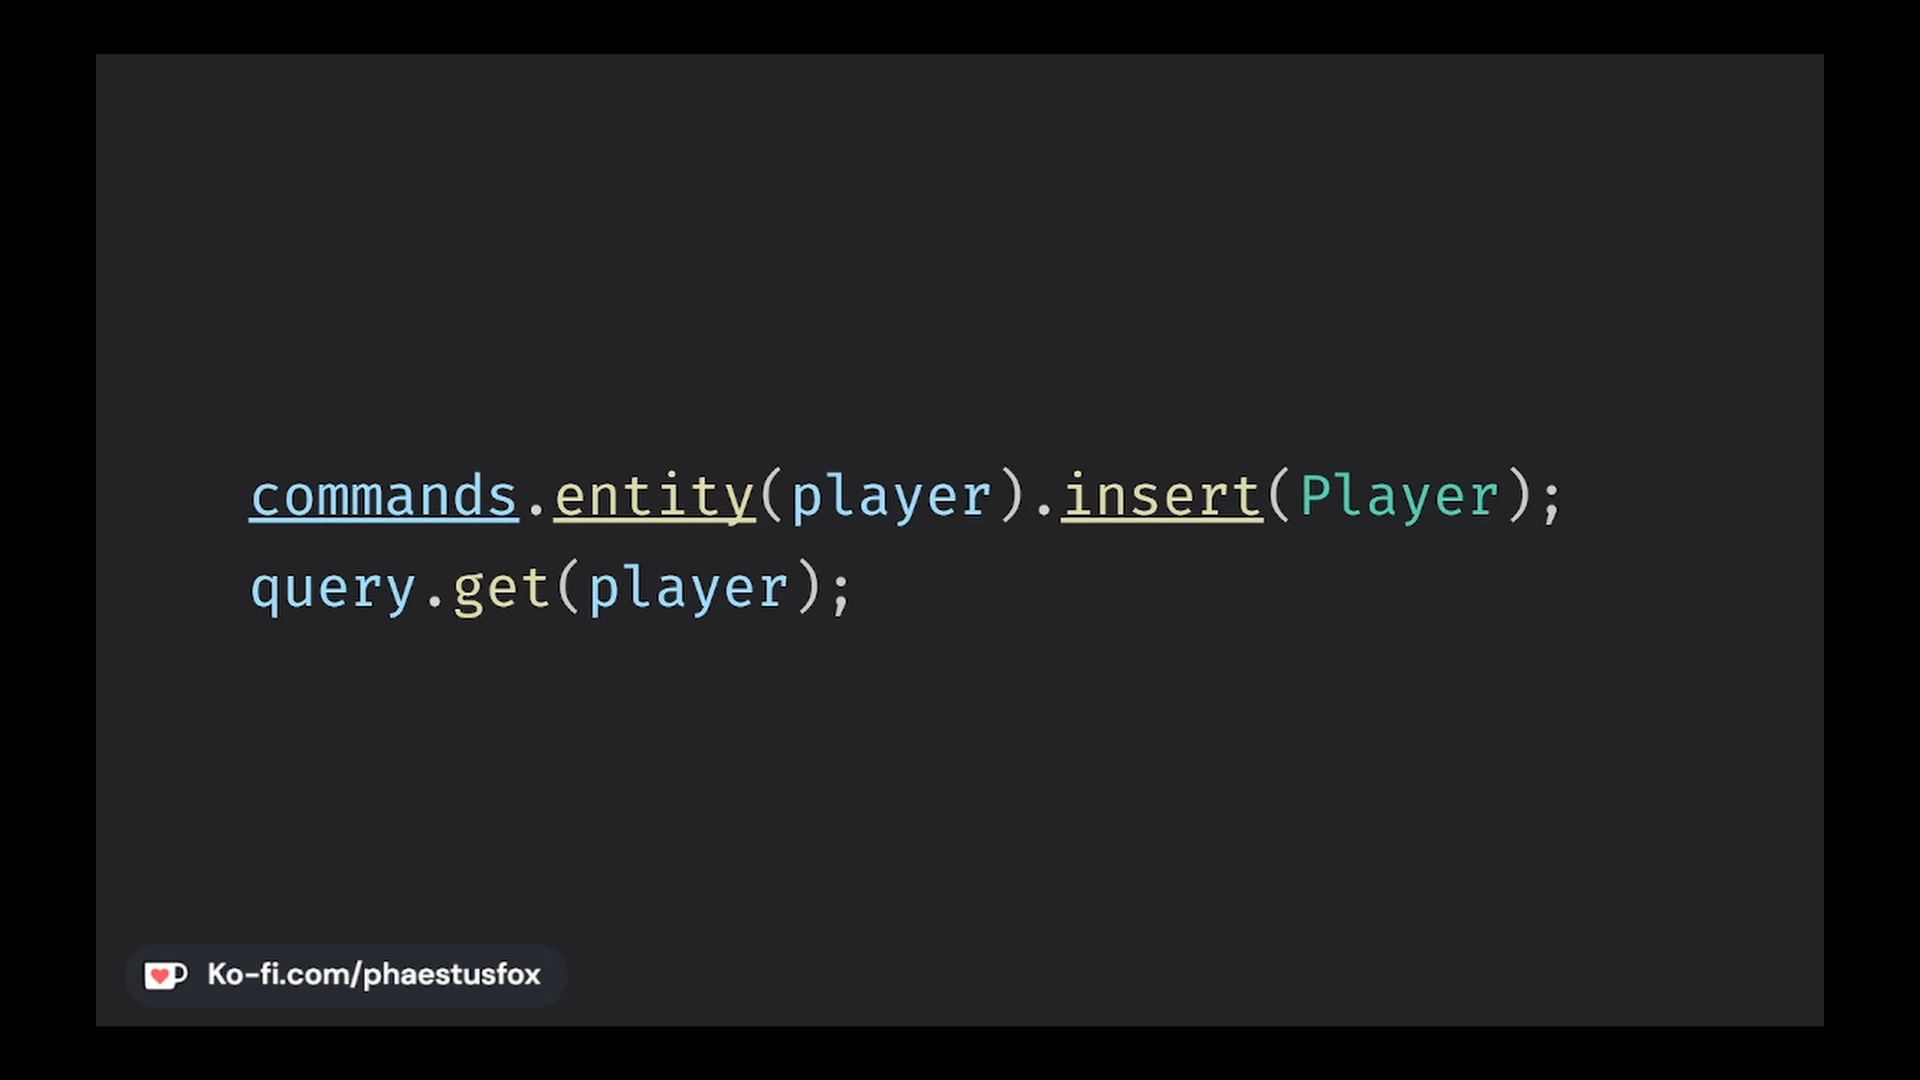 commands.entity(player).insert(Player);
query.get(player);
Ko-fi.com/phaestusfox